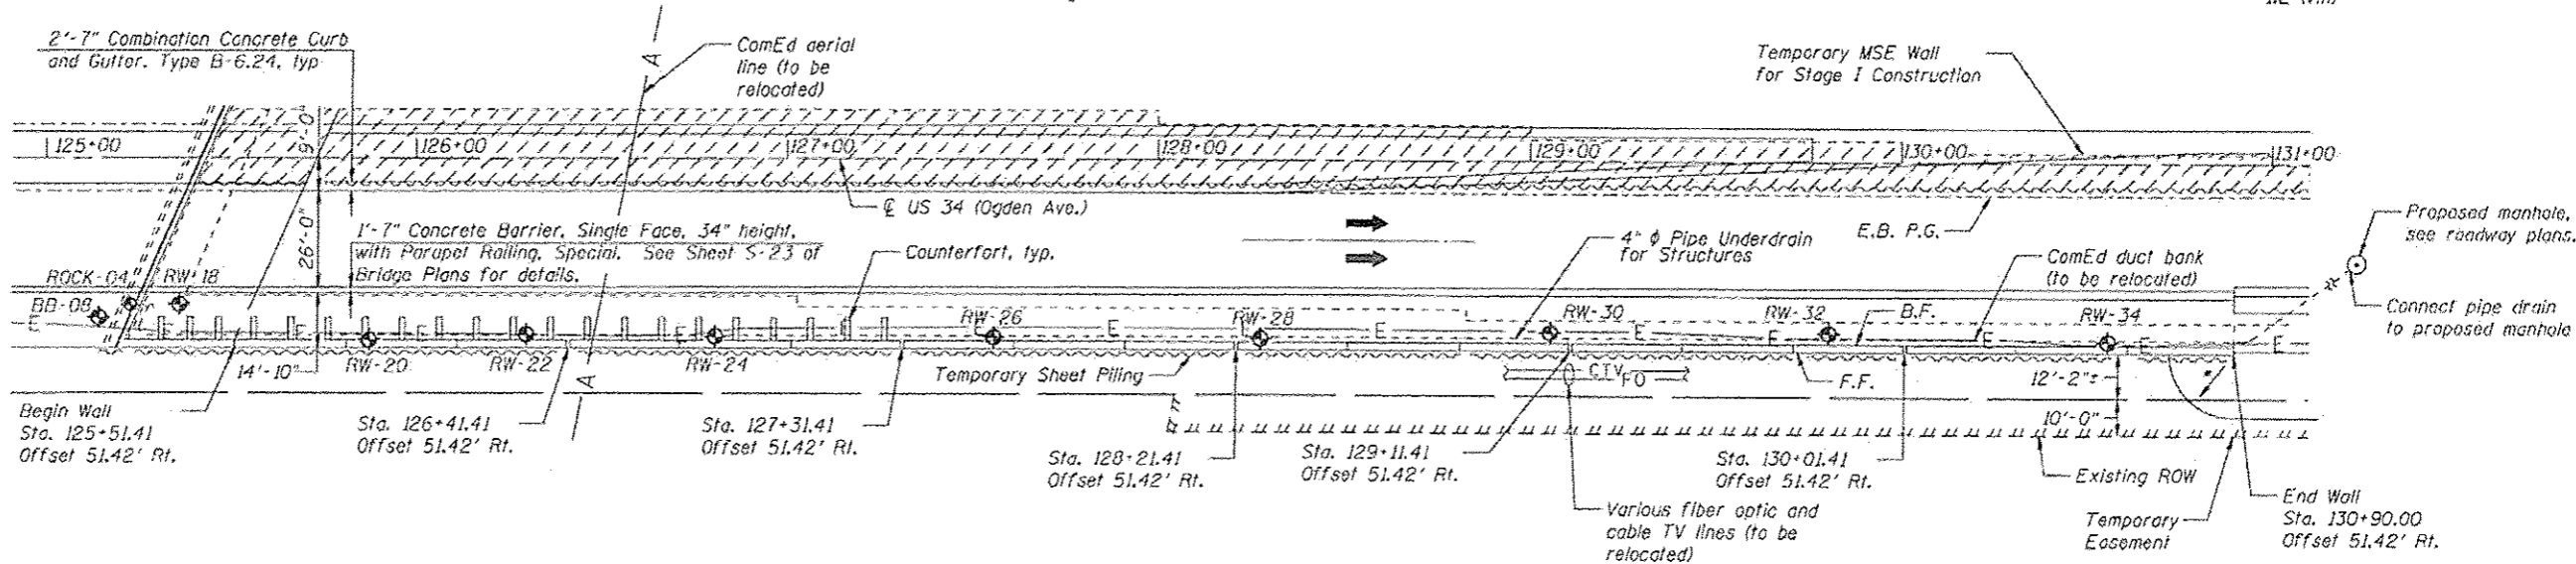 2'-7" Combination Concrete Curb
and Gutter. Type B-6.24, typ
ComEd aerial
line (to be
relocated)
A
Temporary MSE Wall
for Stage I Construction
125+00
9'-0"
126+00
127+00
128+00
129+00
130+00
131+00
℄ US 34 (Ogden Ave.)
26'-0"
1'-7" Concrete Barrier, Single Face, 34" height,
with Parapet Railing, Special. See Sheet S-23 of
Bridge Plans for details.
Counterfort, typ.
4" ϕ Pipe Underdrain
for Structures
E.B. P.G.
ComEd duct bank
(to be relocated)
Proposed manhole,
see roadway plans.
Connect pipe drain
to proposed manhole
ROCK-04
RW-18
BB-08
RW-26
RW-28
RW-30
RW-32
B.F.
RW-34
E E E E E E E E E E E E
RW-20
RW-22
RW-24
14'-10"
A
Temporary Sheet Piling
CTV
FO
F.F.
12'-2"±
10'-0"
Begin Wall
Sta. 125+51.41
Offset 51.42' Rt.
Sta. 126+41.41
Offset 51.42' Rt.
Sta. 127+31.41
Offset 51.42' Rt.
Sta. 128+21.41
Offset 51.42' Rt.
Sta. 129+11.41
Offset 51.42' Rt.
Sta. 130+01.41
Offset 51.42' Rt.
Various fiber optic and
cable TV lines (to be
relocated)
Existing ROW
Temporary
Easement
End Wall
Sta. 130+90.00
Offset 51.42' Rt.